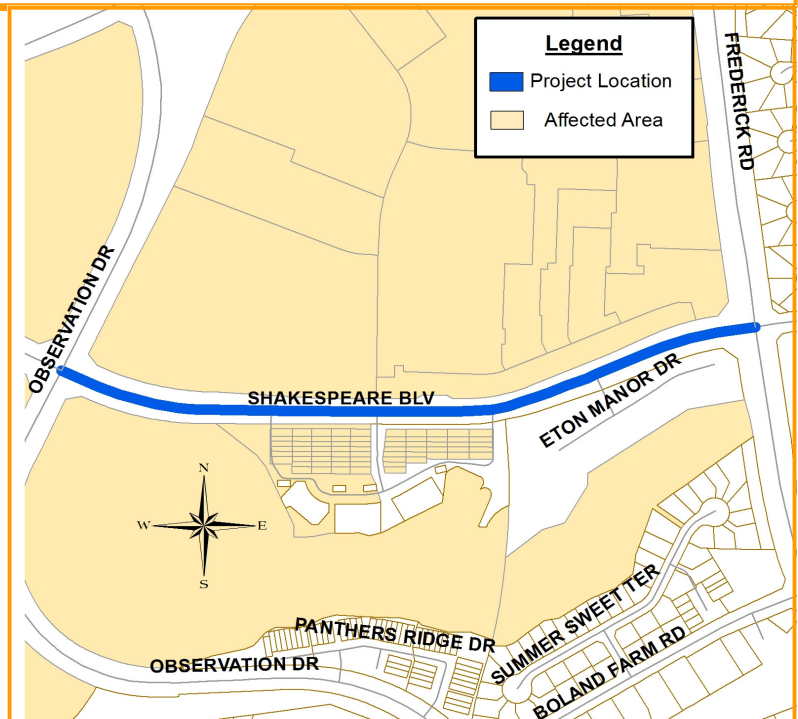 Legend
Project Location
Affected Area
FREDERICK RD
OBSERVATION DR
SHAKESPEARE BLV
ETON MANOR DR
N
W
E
S
SUMMER SWEET TER
PANTHERS RIDGE DR
OBSERVATION DR
BOLAND FARM RD